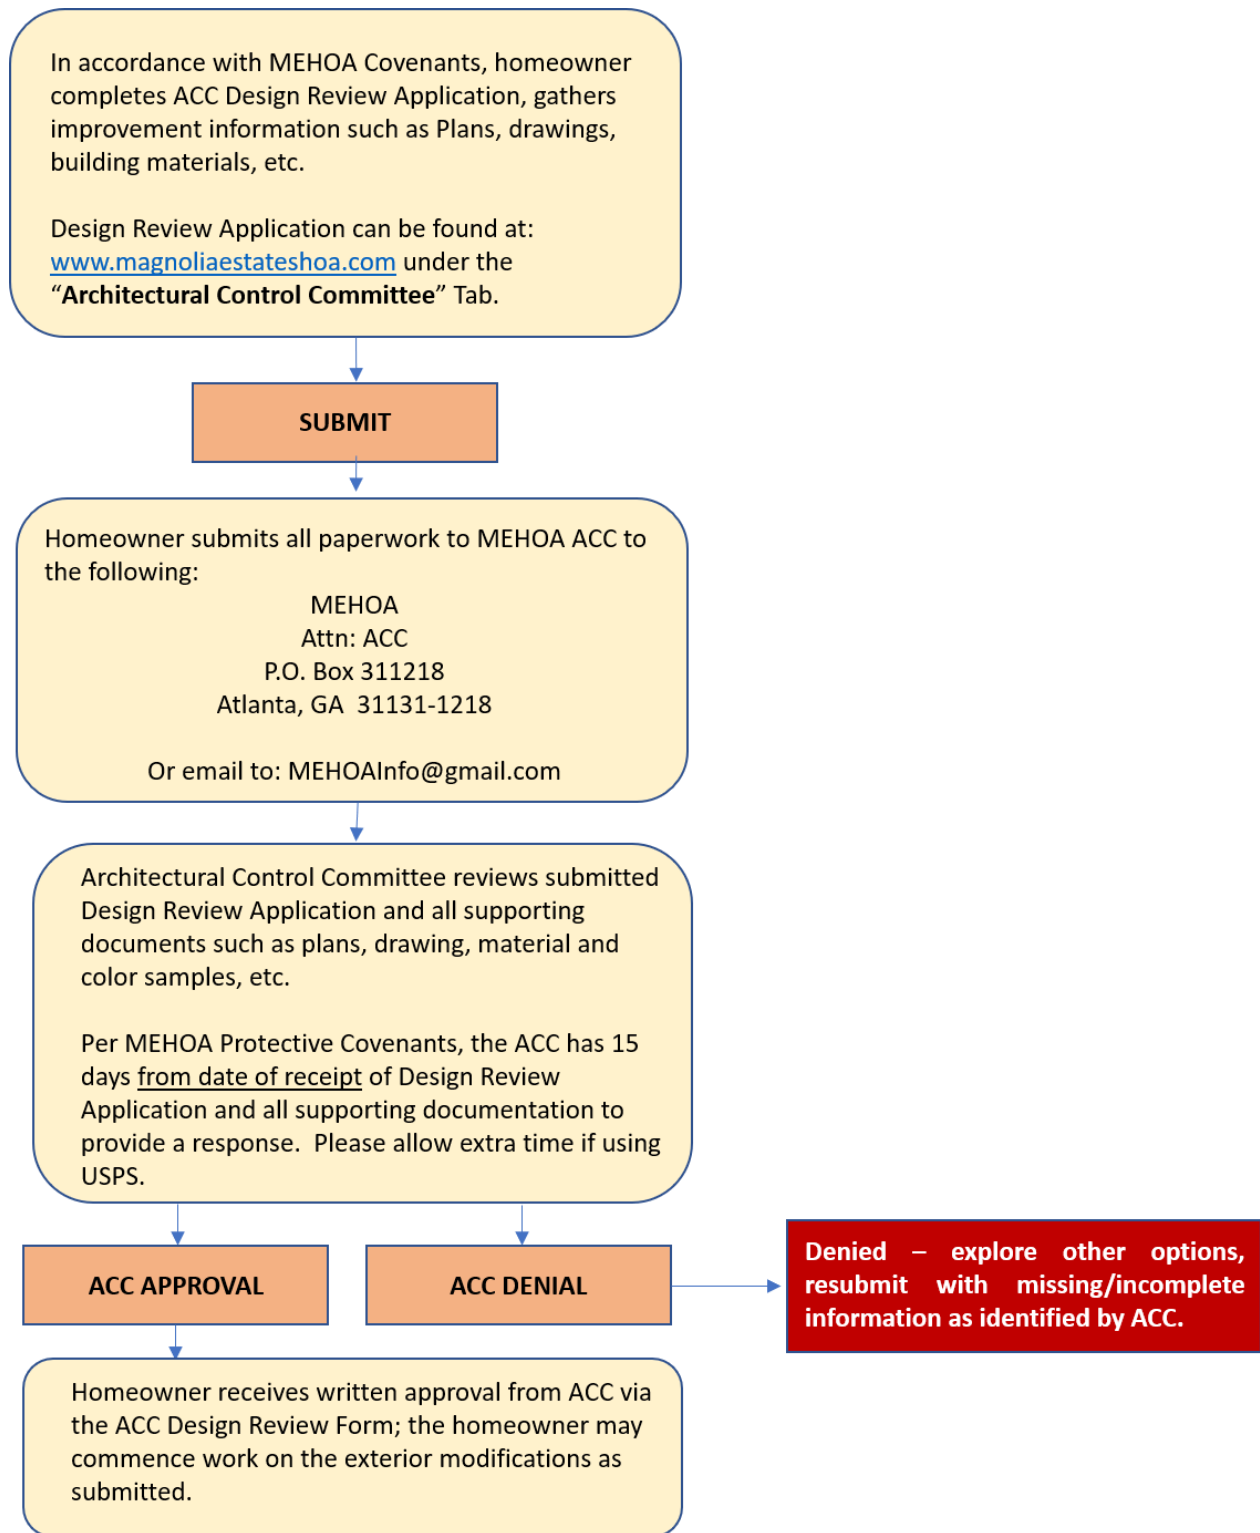 In accordance with MEHOA Covenants, homeowner
completes ACC Design Review Application, gathers
improvement information such as Plans, drawings,
building materials, etc.
Design Review Application can be found at:
www.magnoliaestateshoa.com under the
“Architectural Control Committee” Tab.
SUBMIT
Homeowner submits all paperwork to MEHOA ACC to
the following:
MEHOA
Attn: ACC
P.O. Box 311218
Atlanta, GA  31131-1218
Or email to: MEHOAInfo@gmail.com
Architectural Control Committee reviews submitted
Design Review Application and all supporting
documents such as plans, drawing, material and
color samples, etc.
Per MEHOA Protective Covenants, the ACC has 15
days from date of receipt of Design Review
Application and all supporting documentation to
provide a response.  Please allow extra time if using
USPS.
ACC APPROVAL
ACC DENIAL
Denied – explore other options,
resubmit with missing/incomplete
information as identified by ACC.
Homeowner receives written approval from ACC via
the ACC Design Review Form; the homeowner may
commence work on the exterior modifications as
submitted.